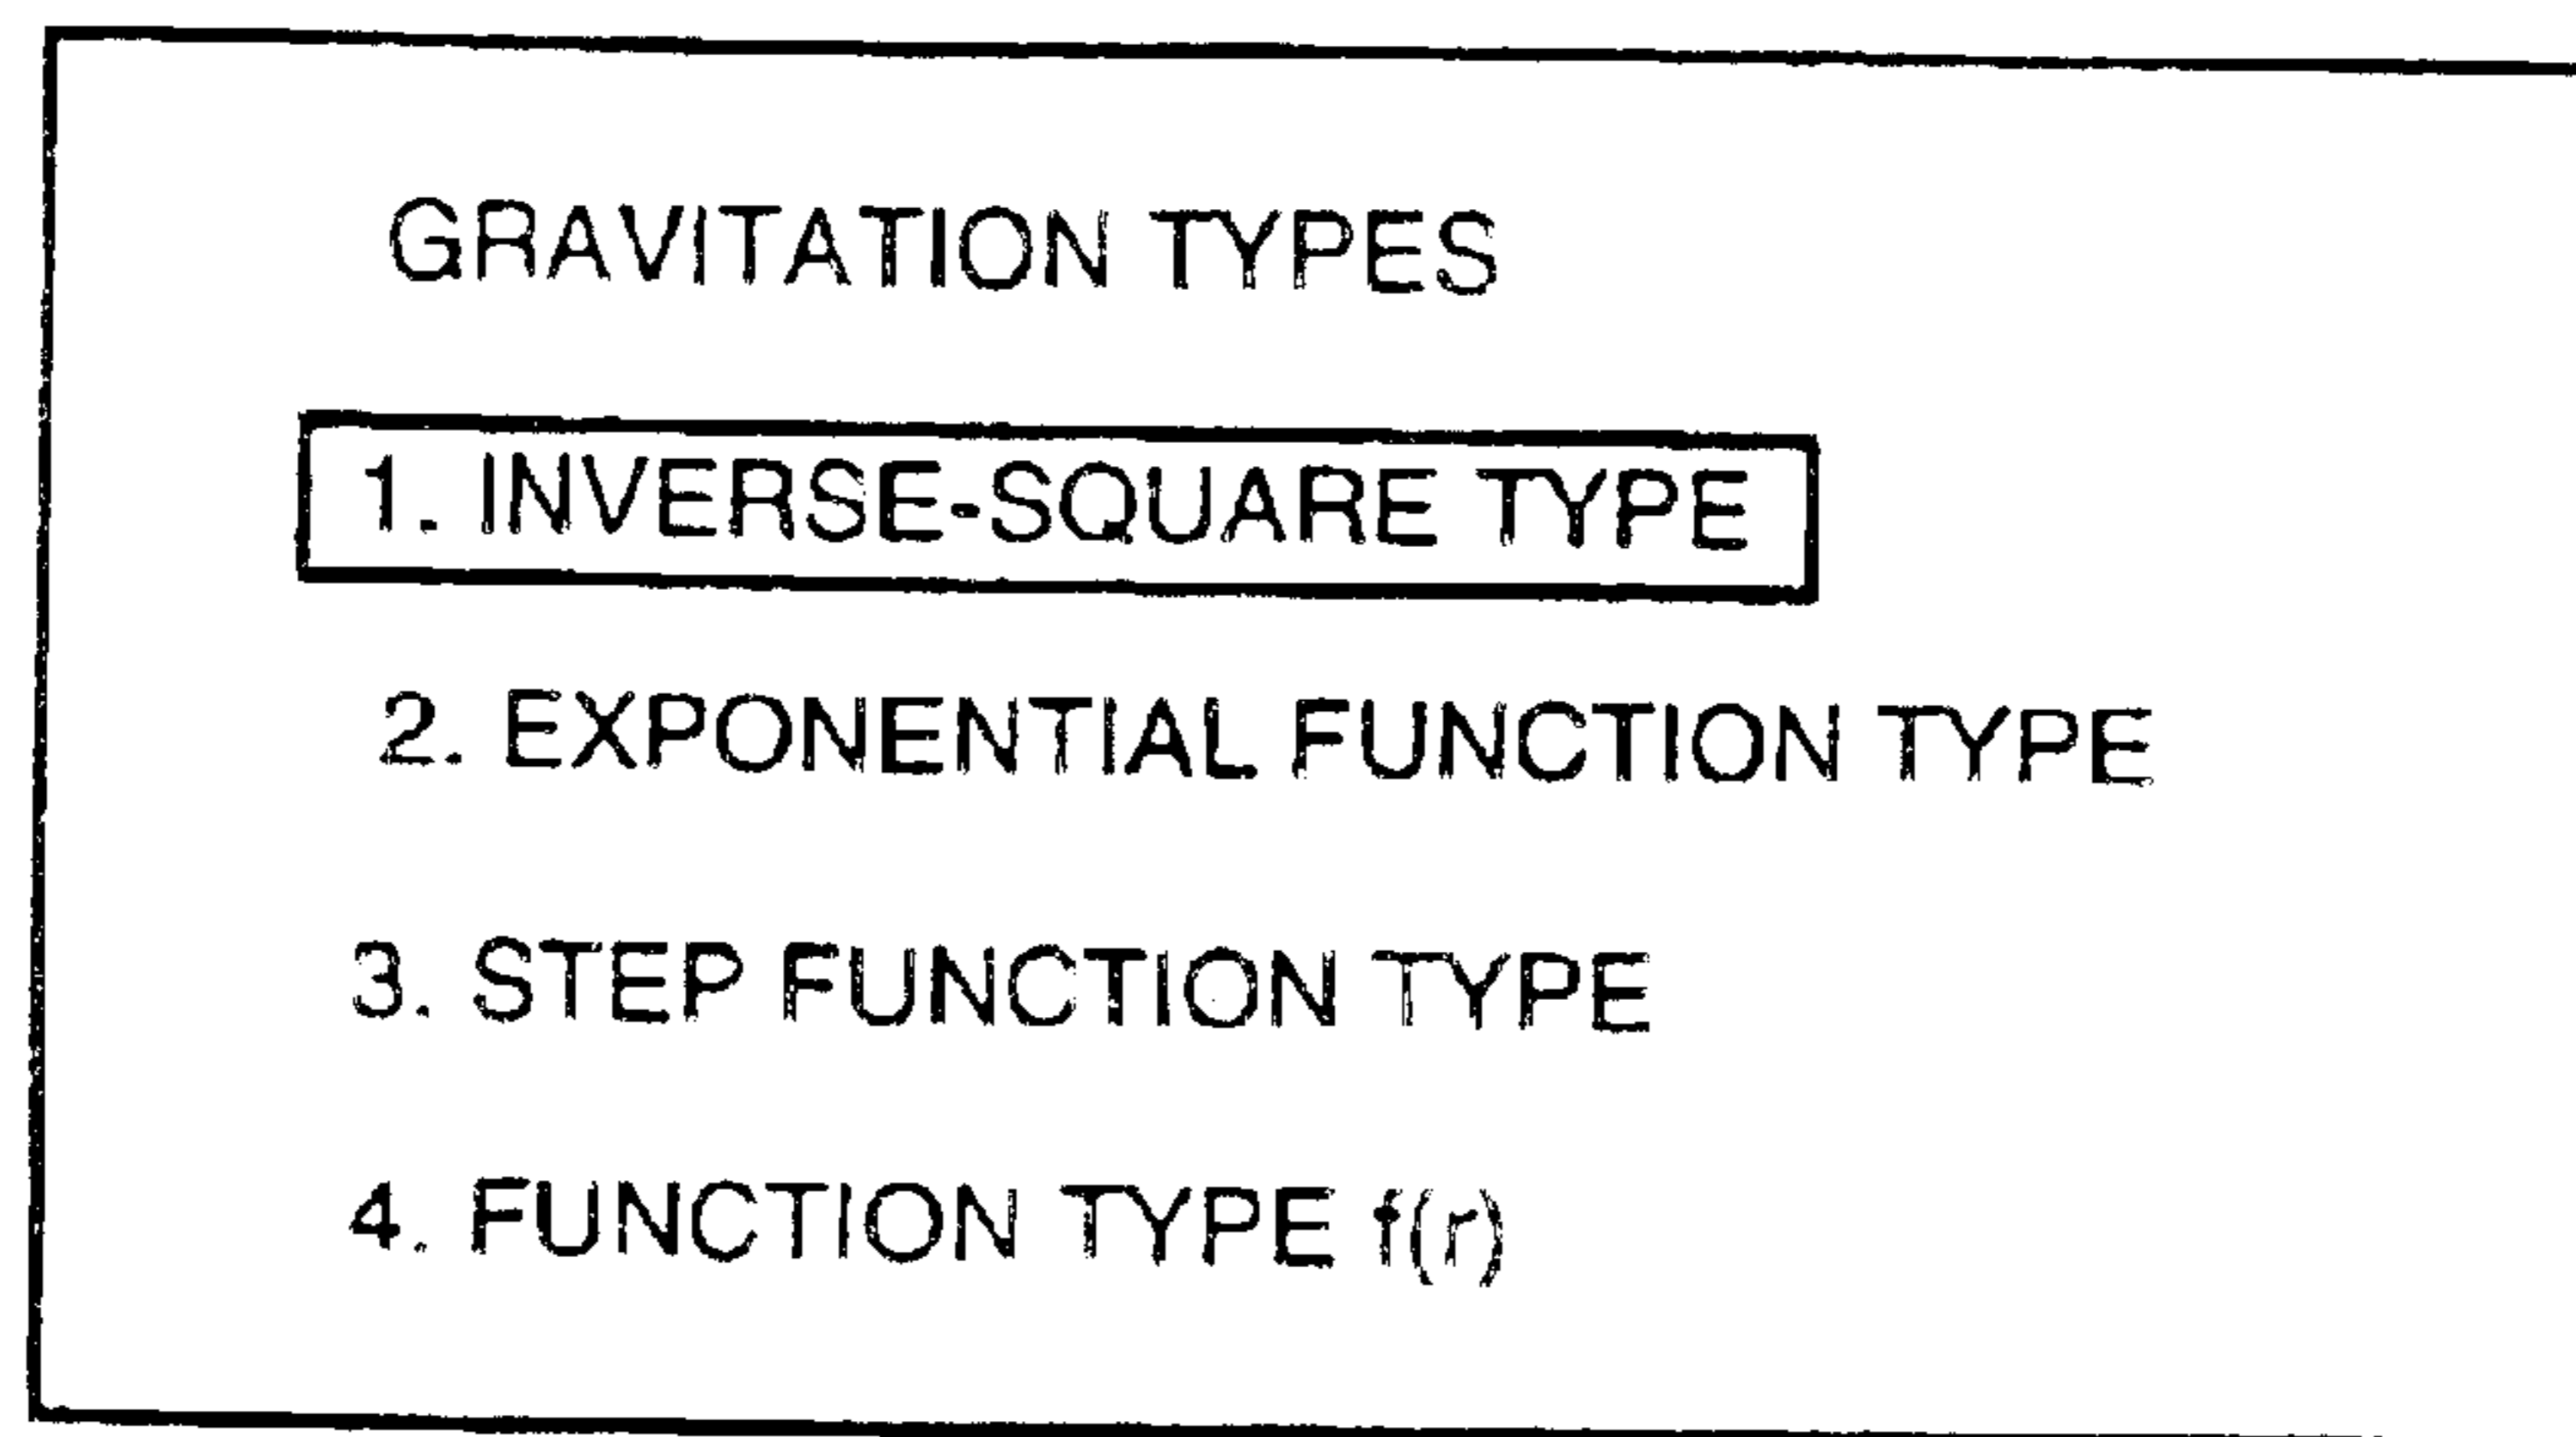 GRAVITATION TYPES
1. INVERSE-SQUARE TYPE
2. EXPONENTIAL FUNCTION TYPE
3. STEP FUNCTION TYPE
4. FUNCTION TYPE f(r)